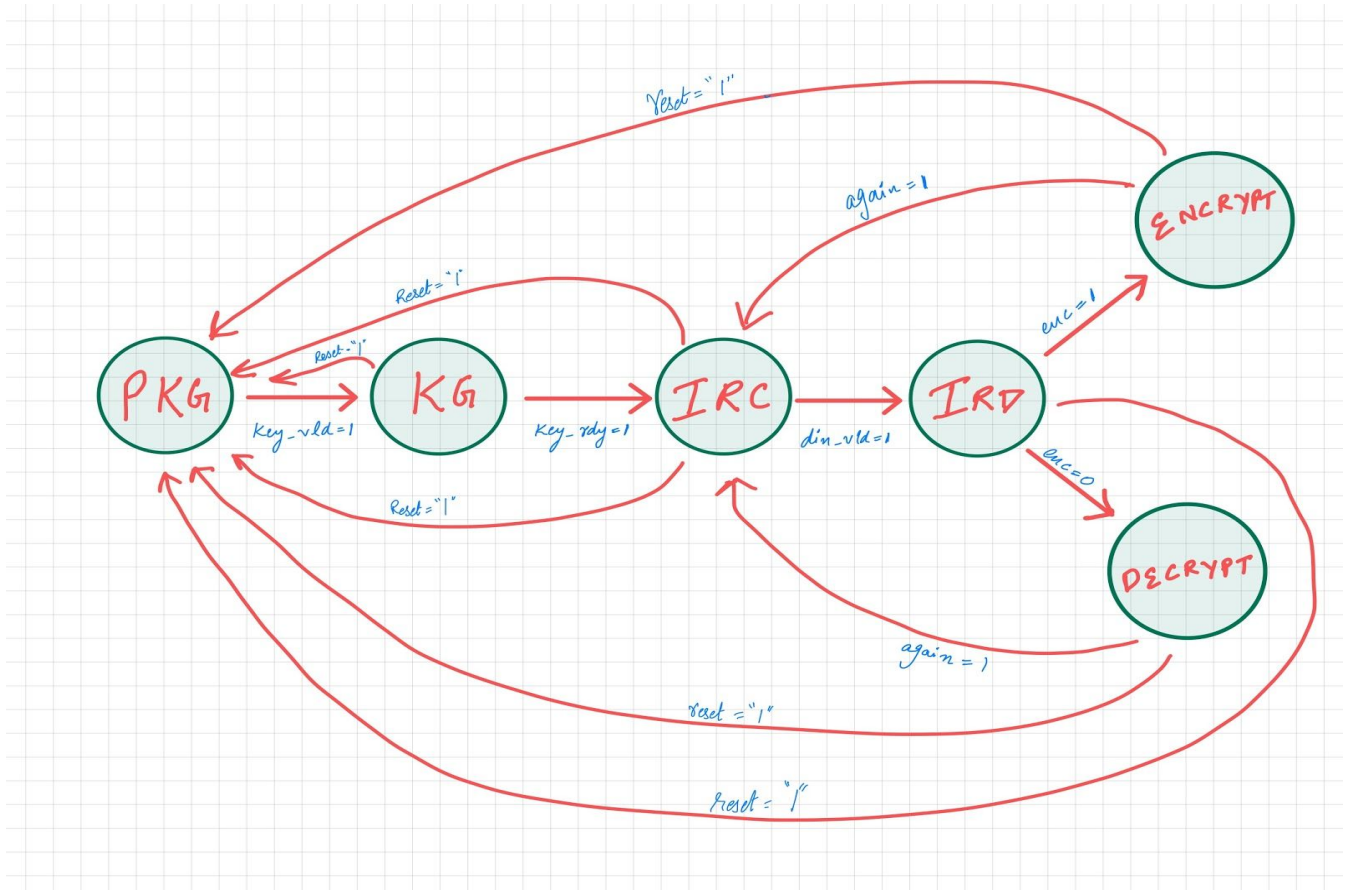 reset="1"
again=1
ENCRYPT
Reset="1"
Reset="1"
enc=1
PKG
KG
IRC
IRD
key_vld=1
key_rdy=1
din_vld=1
enc=0
Reset="1"
DECRYPT
again=1
reset="1"
reset="1"